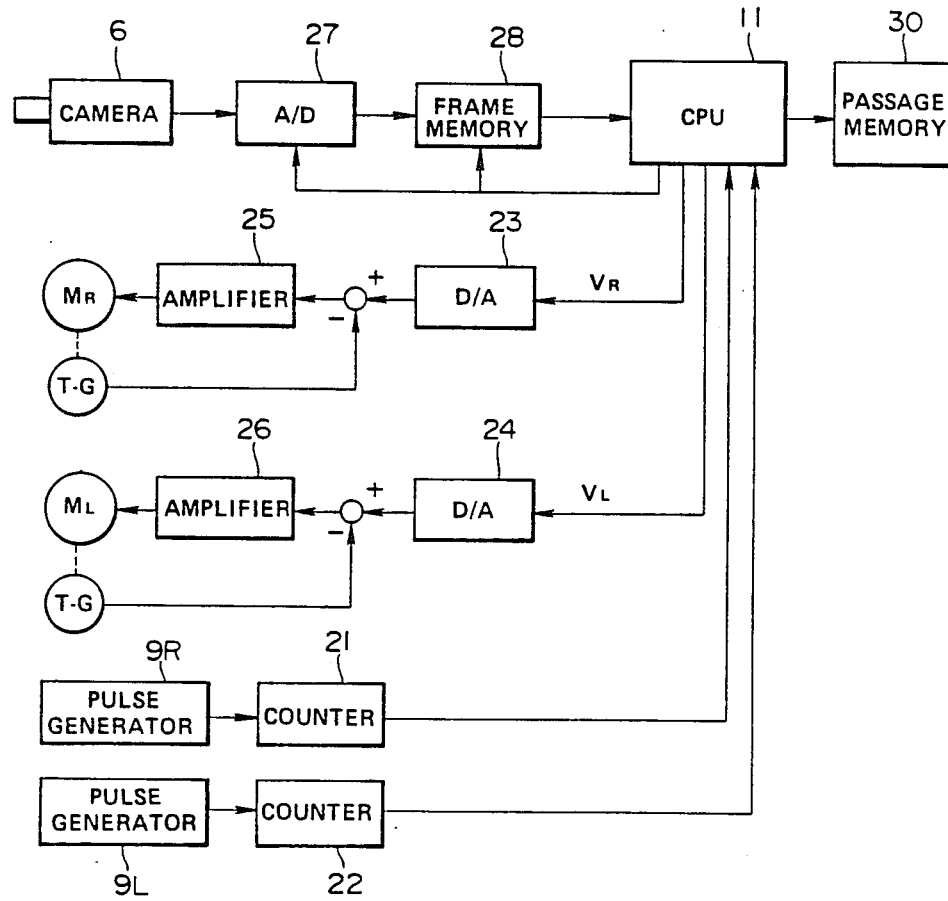 6
27
28
11
30
CAMERA
A/D
FRAME
MEMORY
CPU
PASSAGE
MEMORY
25
23
MR
AMPLIFIER
+
−
D/A
VR
T-G
26
24
ML
AMPLIFIER
+
−
D/A
VL
T-G
9R
21
PULSE
GENERATOR
COUNTER
PULSE
GENERATOR
COUNTER
9L
22